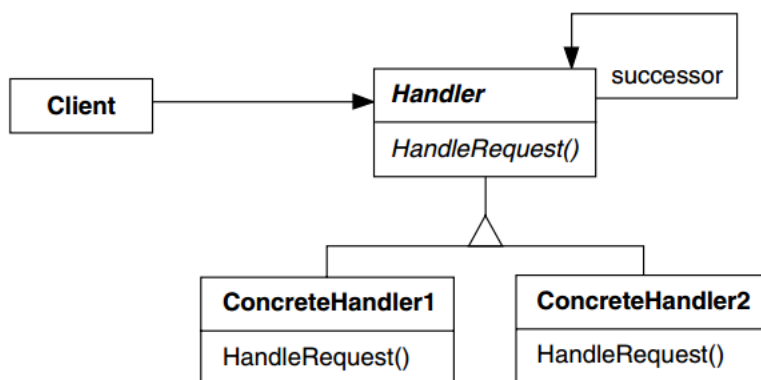 successor
Client
Handler
HandleRequest()
ConcreteHandler1
ConcreteHandler2
HandleRequest()
HandleRequest()